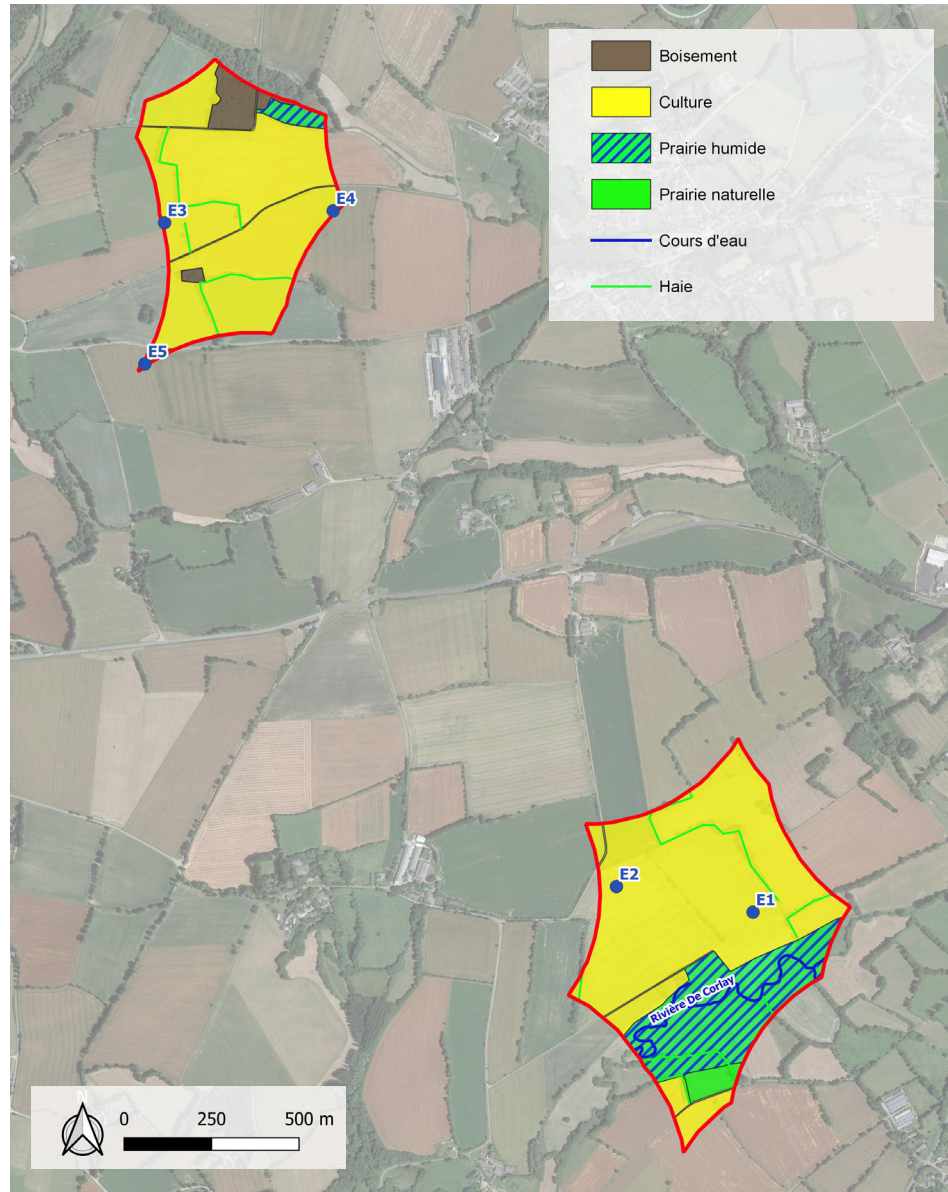 Boisement
Culture
Prairie humide
Prairie naturelle
Cours d'eau
Haie
E4
E3
E5
E2
E1
Rivière De Corlay
N
0 250 500 m